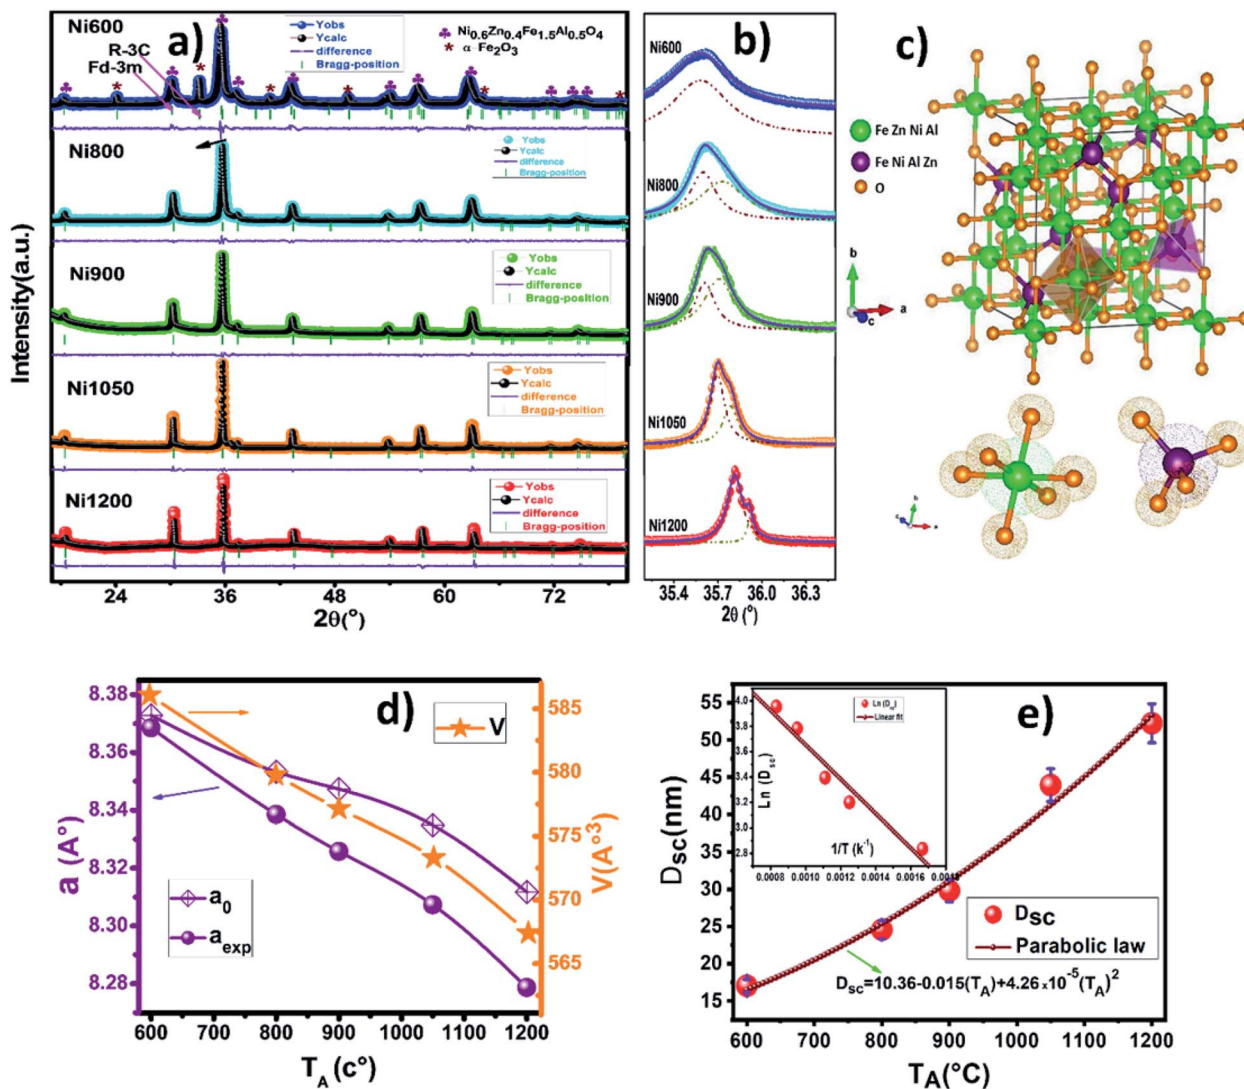 a)
Ni600
Yobs
Ycalc
difference
Bragg-position
Ni0.6Zn0.4Fe1.5Al0.5O4
* α Fe2O3
R-3C
Fd-3m
Ni800
Yobs
Ycalc
difference
Bragg-position
Ni900
Yobs
Ycalc
difference
Bragg-position
Ni1050
Yobs
Ycalc
difference
Bragg-position
Ni1200
Yobs
Ycalc
difference
Bragg-position
Intensity(a.u.)
24 36 48 60 72
2θ(°)
b)
Ni600
Ni800
Ni900
Ni1050
Ni1200
35.4 35.7 36.0 36.3
2θ (°)
c)
Fe Zn Ni Al
Fe Ni Al Zn
O
b
a
c
d)
8.38
8.36
8.34
8.32
8.30
8.28
a (A°)
V
a0
aexp
585
580
575
570
565
V(A°3)
600 700 800 900 1000 1100 1200
TA (c°)
e)
55
50
45
40
35
30
25
20
15
Dsc(nm)
4.0
3.8
3.6
3.4
3.2
3.0
2.8
Ln (Dsc)
Linear fit
Ln (Dsc)
1/T (k-1)
0.0008 0.0010 0.0012 0.0014 0.0016 0.0018
Dsc
Parabolic law
Dsc=10.36-0.015(TA)+4.26x10-5(TA)2
600 700 800 900 1000 1100 1200
TA(°C)